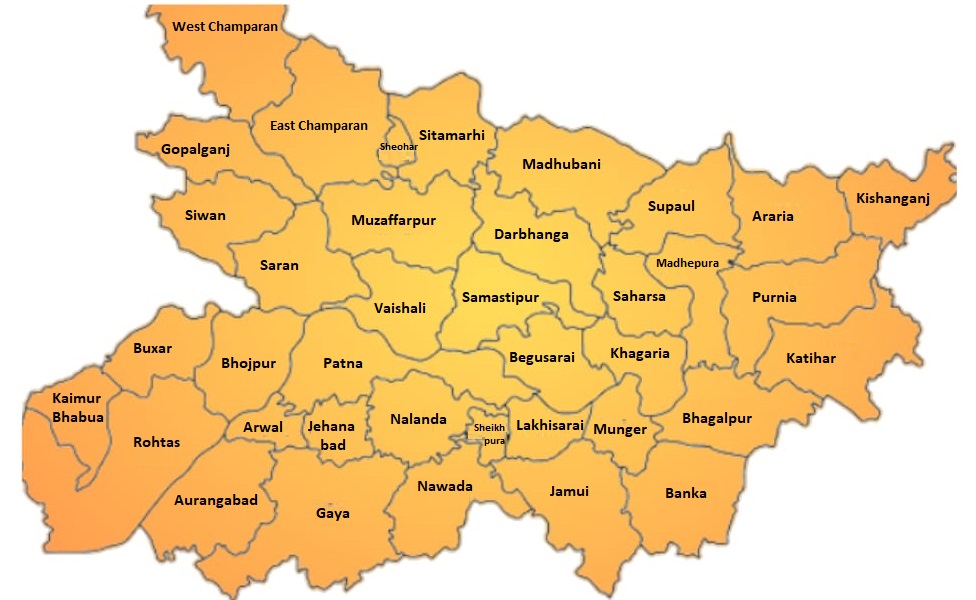 West Champaran
East Champaran
Sheohar
Sitamarhi
Gopalganj
Madhubani
Siwan
Muzaffarpur
Darbhanga
Supaul
Araria
Kishanganj
Saran
Vaishali
Samastipur
Saharsa
Madhepura
Purnia
Buxar
Bhojpur
Patna
Begusarai
Khagaria
Katihar
Kaimur
Bhabua
Rohtas
Arwal
Jehana
bad
Nalanda
Sheikh
pura
Lakhisarai
Munger
Bhagalpur
Aurangabad
Gaya
Nawada
Jamui
Banka